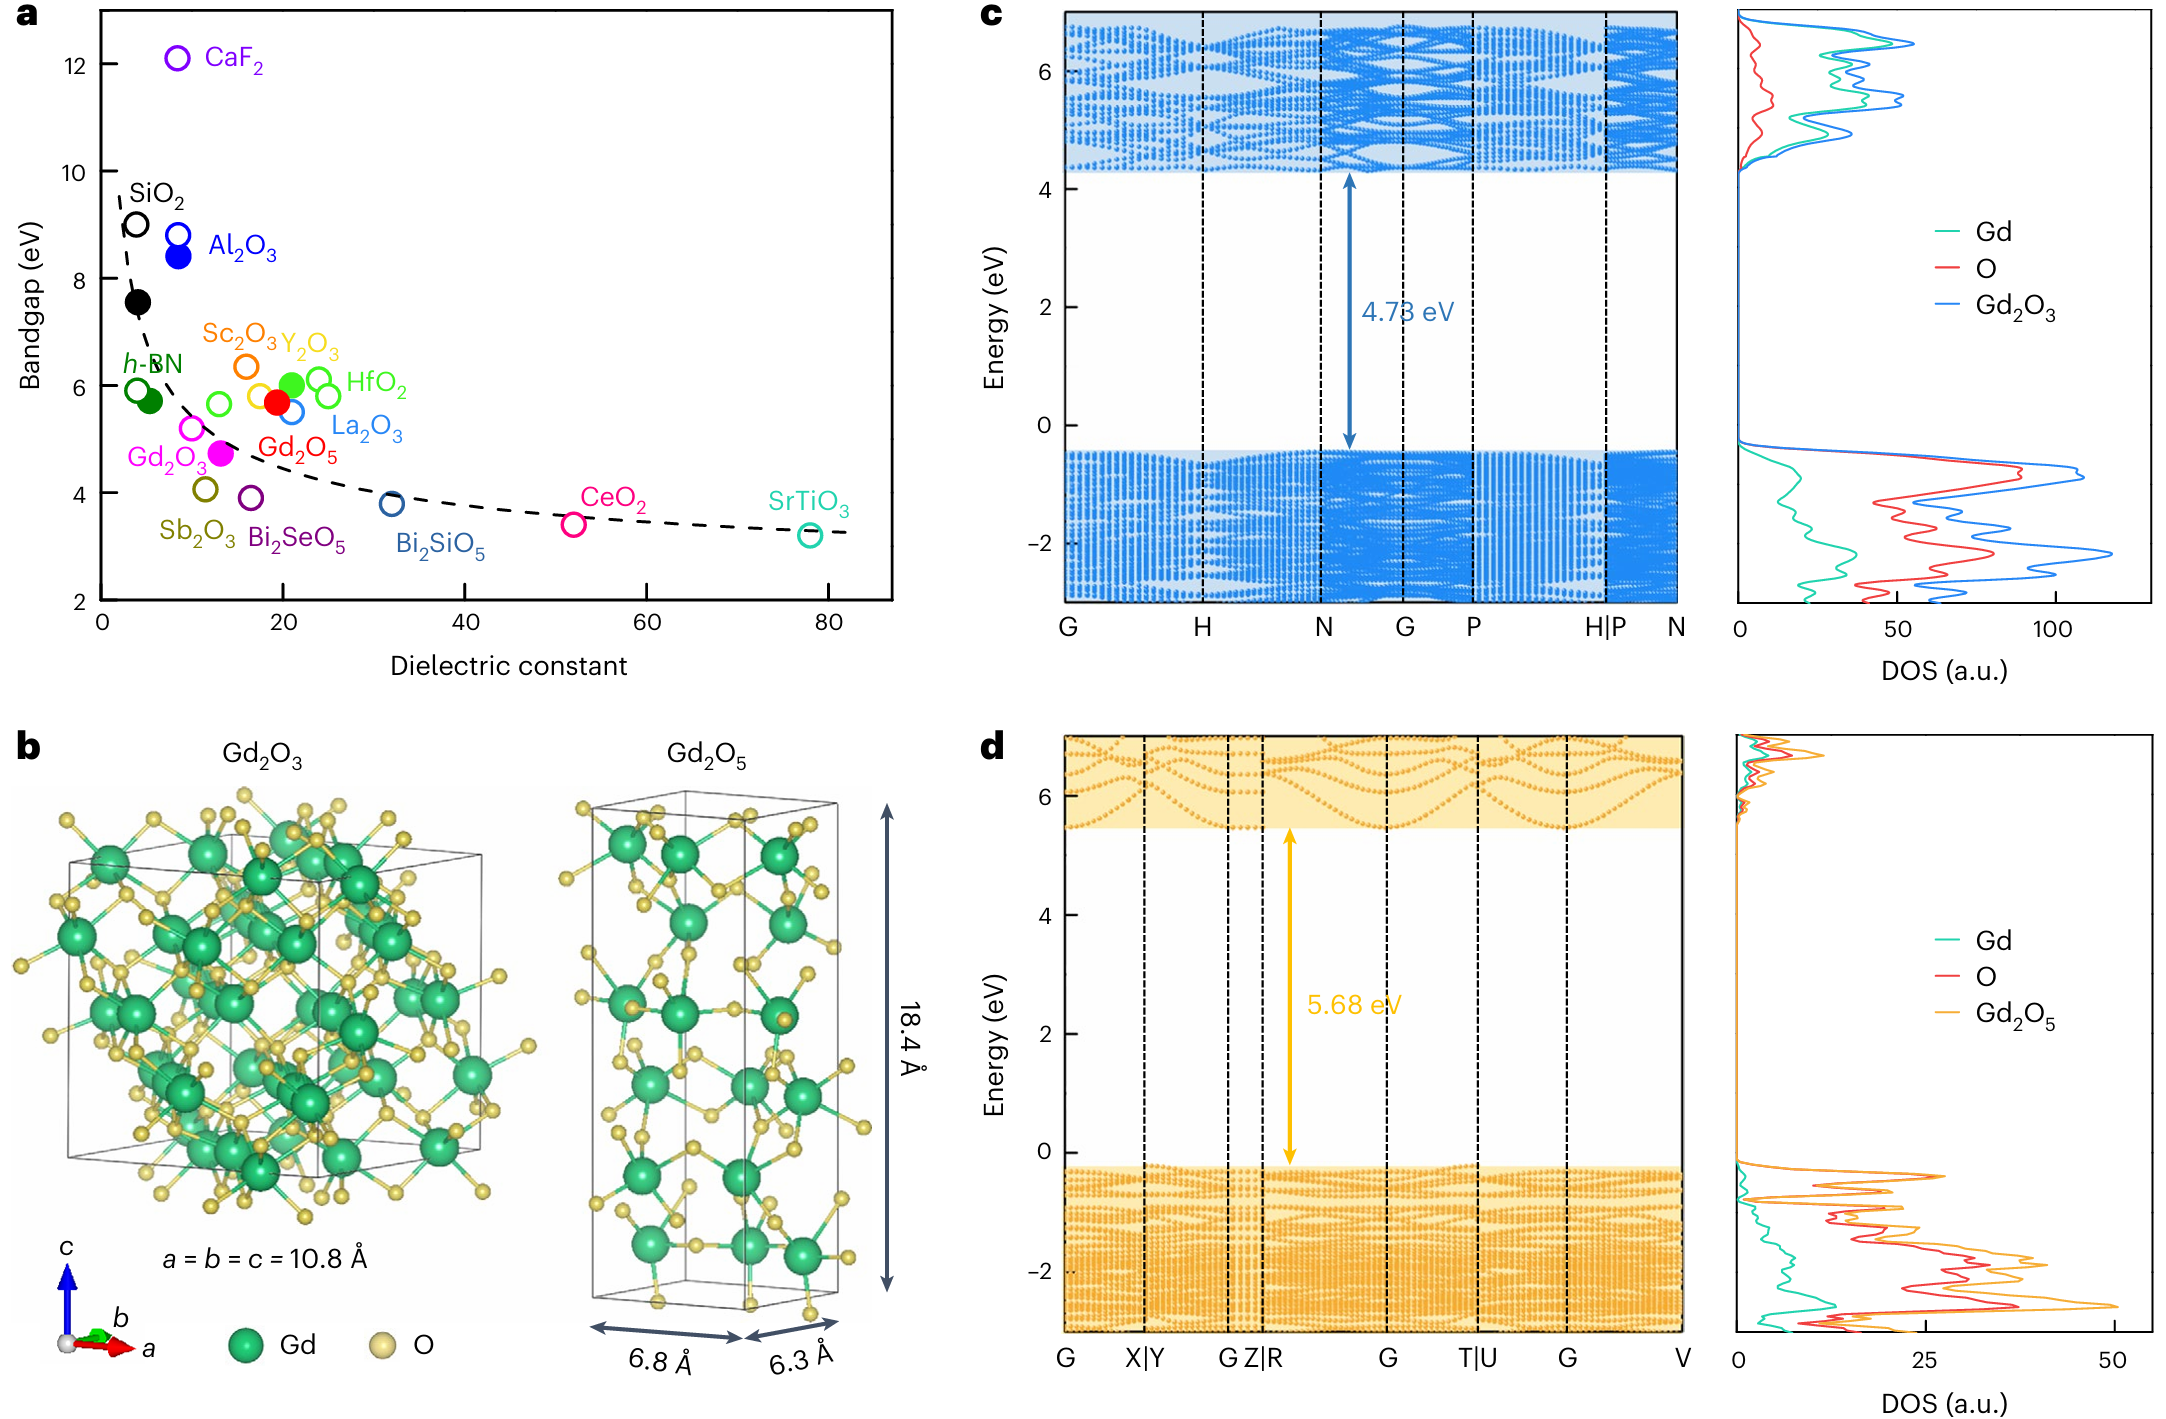 a
12
10
8
6
4
2
0
20
40
60
80
Bandgap (eV)
Dielectric constant
CaF₂
SiO₂
Al₂O₃
Sc₂O₃
Y₂O₃
h-BN
HfO₂
La₂O₃
Gd₂O₃
Gd₂O₅
Sb₂O₃
Bi₂SeO₅
Bi₂SiO₅
CeO₂
SrTiO₃
c
6
4
2
0
−2
Energy (eV)
4.73 eV
G H N G P H|P N
Gd
O
Gd₂O₃
0 50 100
DOS (a.u.)
b
Gd₂O₃
Gd₂O₅
18.4 Å
6.8 Å
6.3 Å
a = b = c = 10.8 Å
c
b
a
Gd
O
d
6
4
2
0
−2
Energy (eV)
5.68 eV
G X|Y G Z|R G T|U G V
Gd
O
Gd₂O₅
0 25 50
DOS (a.u.)